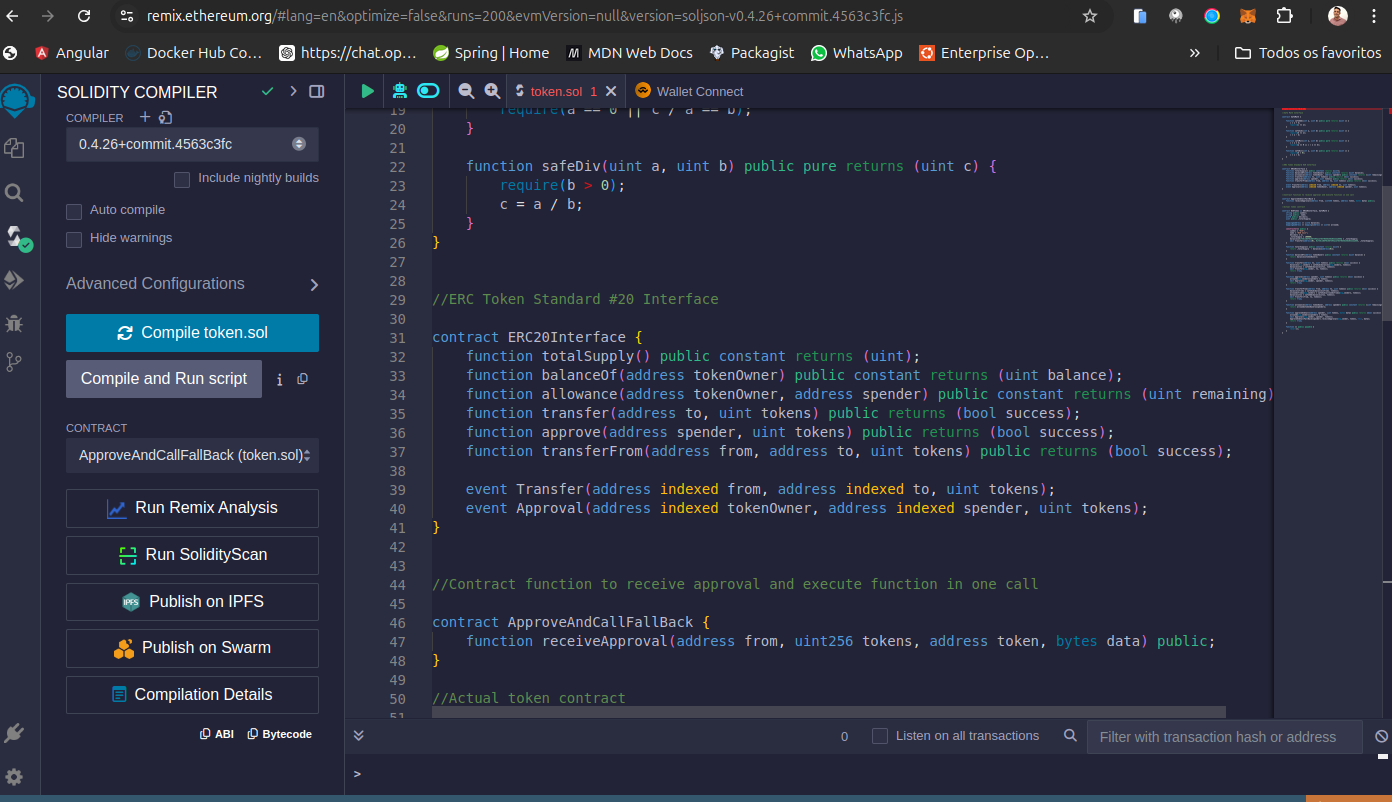 remix.ethereum.org/#lang=en&optimize=false&runs=200&evmVersion=null&version=soljson-v0.4.26+commit.4563c3fc.js
Angular
Docker Hub Co...
https://chat.op...
Spring | Home
MDN Web Docs
Packagist
WhatsApp
Enterprise Op...
»
Todos os favoritos
SOLIDITY COMPILER
COMPILER
0.4.26+commit.4563c3fc
Include nightly builds
Auto compile
Hide warnings
Advanced Configurations
Compile token.sol
Compile and Run script
i
CONTRACT
ApproveAndCallFallBack (token.sol)
Run Remix Analysis
Run SolidityScan
IPFS Publish on IPFS
Publish on Swarm
Compilation Details
ABI
Bytecode
token.sol 1
Wallet Connect
19 require(a == 0 || c / a == b);
20 }
21
22 function safeDiv(uint a, uint b) public pure returns (uint c) {
23 require(b > 0);
24 c = a / b;
25 }
26 }
27
28
29 //ERC Token Standard #20 Interface
30
31 contract ERC20Interface {
32 function totalSupply() public constant returns (uint);
33 function balanceOf(address tokenOwner) public constant returns (uint balance);
34 function allowance(address tokenOwner, address spender) public constant returns (uint remaining)
35 function transfer(address to, uint tokens) public returns (bool success);
36 function approve(address spender, uint tokens) public returns (bool success);
37 function transferFrom(address from, address to, uint tokens) public returns (bool success);
38
39 event Transfer(address indexed from, address indexed to, uint tokens);
40 event Approval(address indexed tokenOwner, address indexed spender, uint tokens);
41 }
42
43
44 //Contract function to receive approval and execute function in one call
45
46 contract ApproveAndCallFallBack {
47 function receiveApproval(address from, uint256 tokens, address token, bytes data) public;
48 }
49
50 //Actual token contract
51
0
Listen on all transactions
Filter with transaction hash or address
>